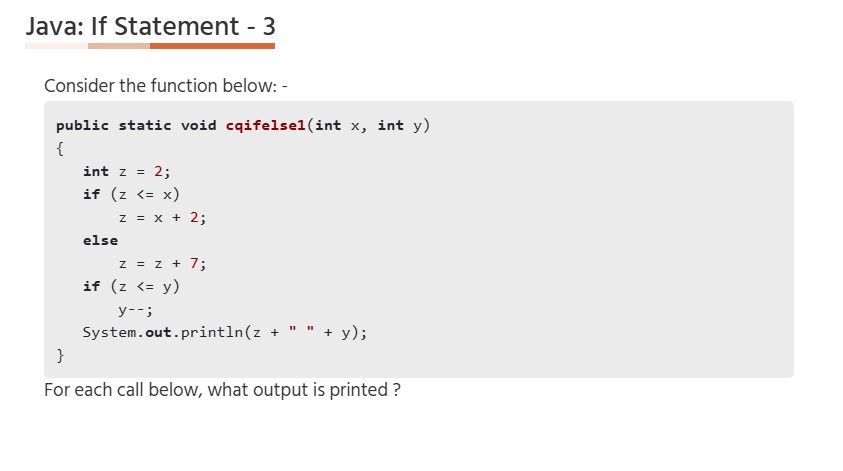 Java: If Statement - 3
Consider the function below: -
public static void cqifelse1(int x, int y)
{
int z = 2;
if (z <= x)
z = x + 2;
else
z = z + 7;
if (z <= y)
y--;
System.out.println(z + " " + y);
}
For each call below, what output is printed ?